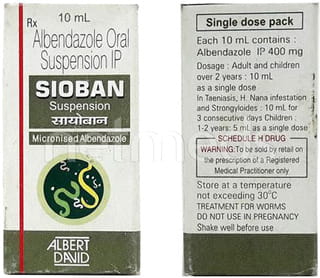 10 mL
Rx
Albendazole Oral
Suspension IP
SIOBAN
Suspension
सायोबान
Micronised Albendazole
ALBERT
DAVID
Single dose pack
Each 10 mL contains :
Albendazole IP 400 mg
Dosage : Adult and children
over 2 years : 10 mL
as a single dose
In Taeniasis, H. Nana infestation
and Strongyloides : 10 mL for
3 consecutive days Children :
1-2 years: 5 mL as a single dose
SCHEDULE H DRUG
WARNING: To be sold by retail on
the prescription of a Registered
Medical Practitioner only
Store at a temperature
not exceeding 30°C
TREATMENT FOR WORMS
DO NOT USE IN PREGNANCY
Shake well before use